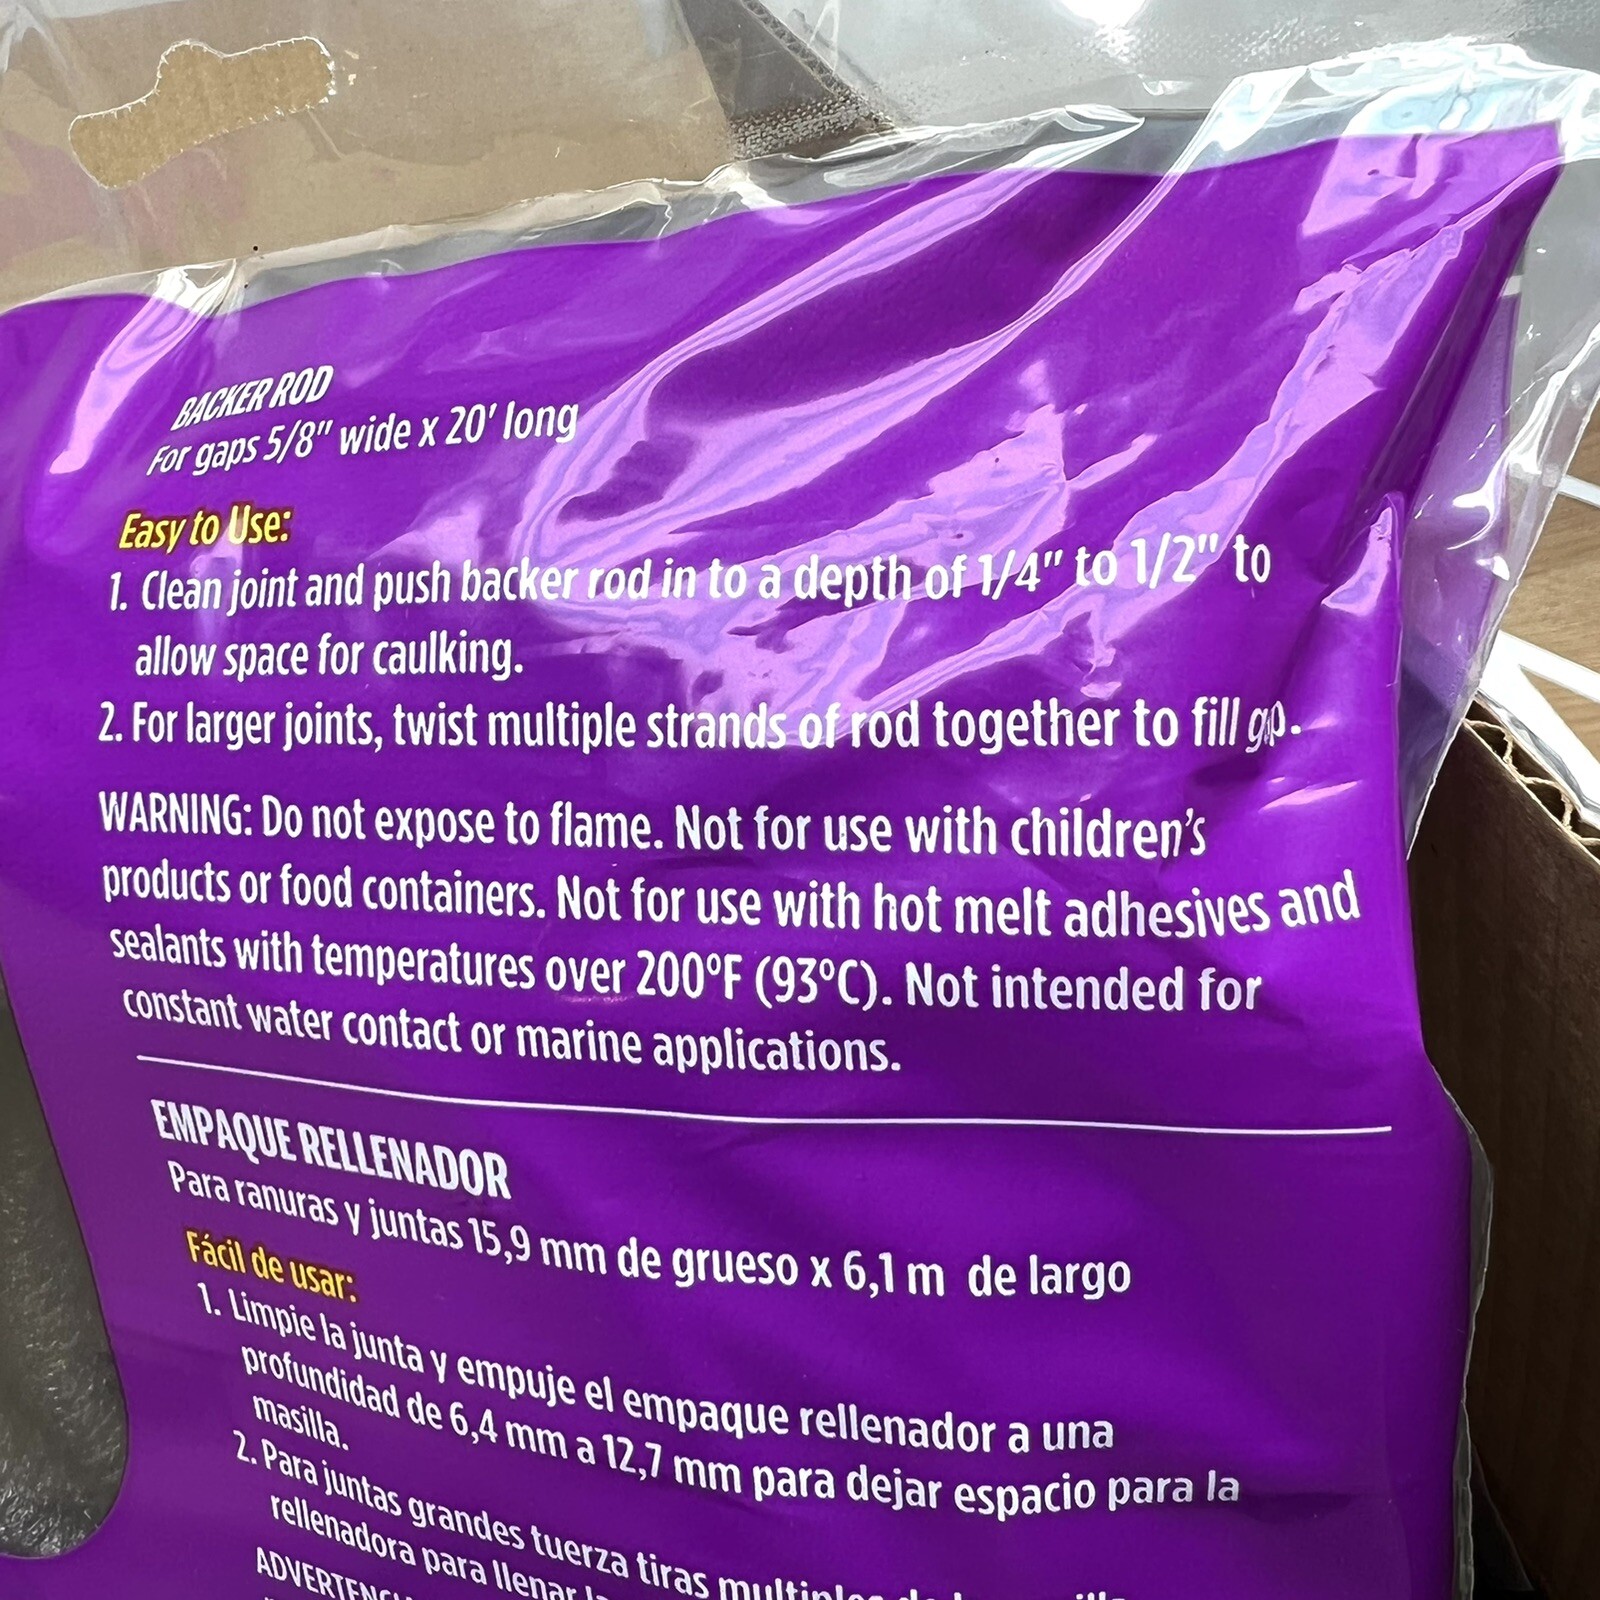 BACKER ROD
For gaps 5/8" wide x 20' long
Easy to Use:
1. Clean joint and push backer rod in to a depth of 1/4" to 1/2" to
allow space for caulking.
2. For larger joints, twist multiple strands of rod together to fill gap.
WARNING: Do not expose to flame. Not for use with children's
products or food containers. Not for use with hot melt adhesives and
sealants with temperatures over 200°F (93°C). Not intended for
constant water contact or marine applications.
EMPAQUE RELLENADOR
Para ranuras y juntas 15,9 mm de grueso x 6,1 m de largo
Fácil de usar:
1. Limpie la junta y empuje el empaque rellenador a una
profundidad de 6,4 mm a 12,7 mm para dejar espacio para la
masilla.
2. Para juntas grandes tuerza tiras multiples de
rellenadora para llenar